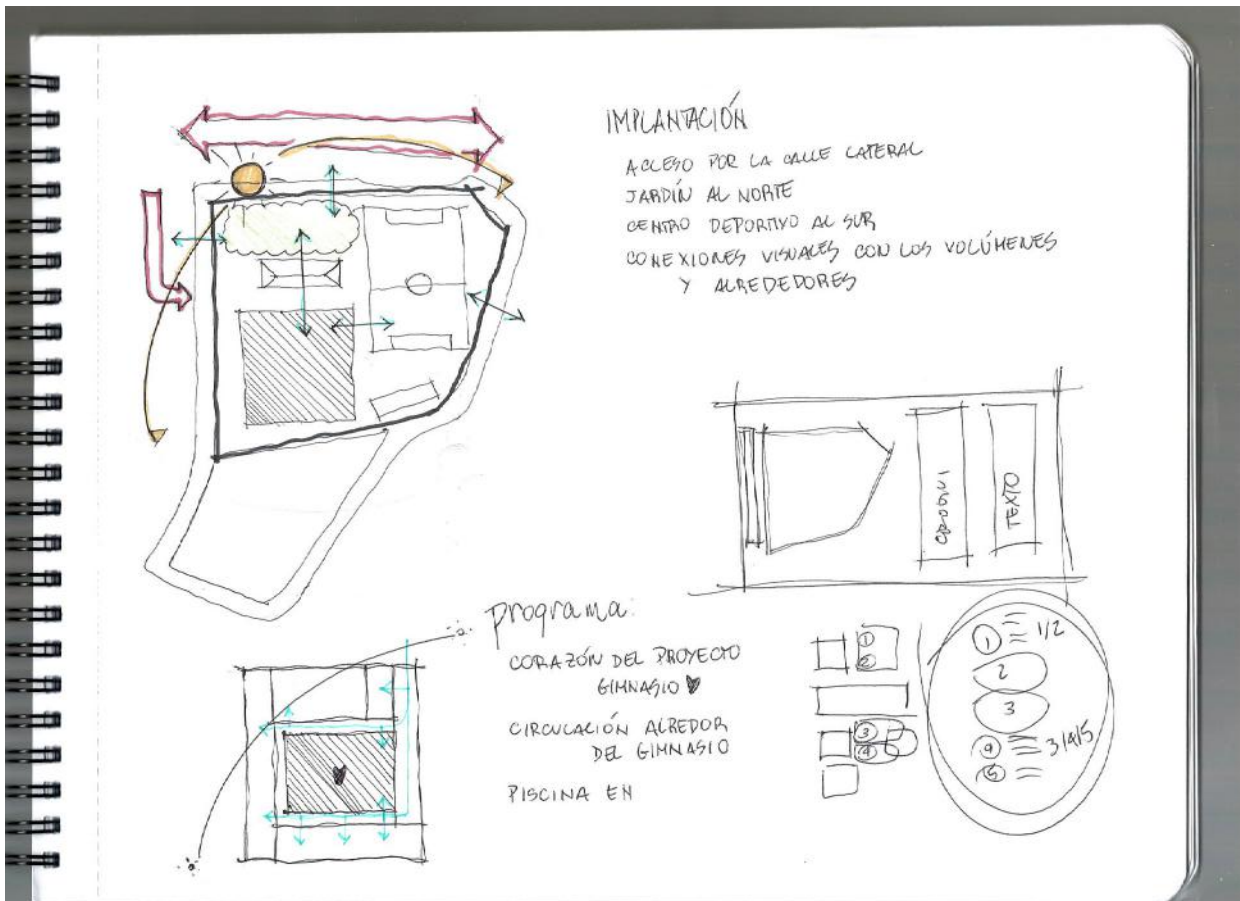 IMPLANTACIÓN
ACCESO POR LA CALLE LATERAL
JARDÍN AL NORTE
CENTRO DEPORTIVO AL SUR
CONEXIONES VISUALES CON LOS VOLÚMENES
Y ALREDEDORES
CROQUI
TEXTO
programa:
CORAZÓN DEL PROYECTO
GIMNASIO
CIRCULACIÓN ALREDOR
DEL GIMNASIO
PISCINA EN
1
2
3
4
1 1/2
2
3
4 3/4/5
5